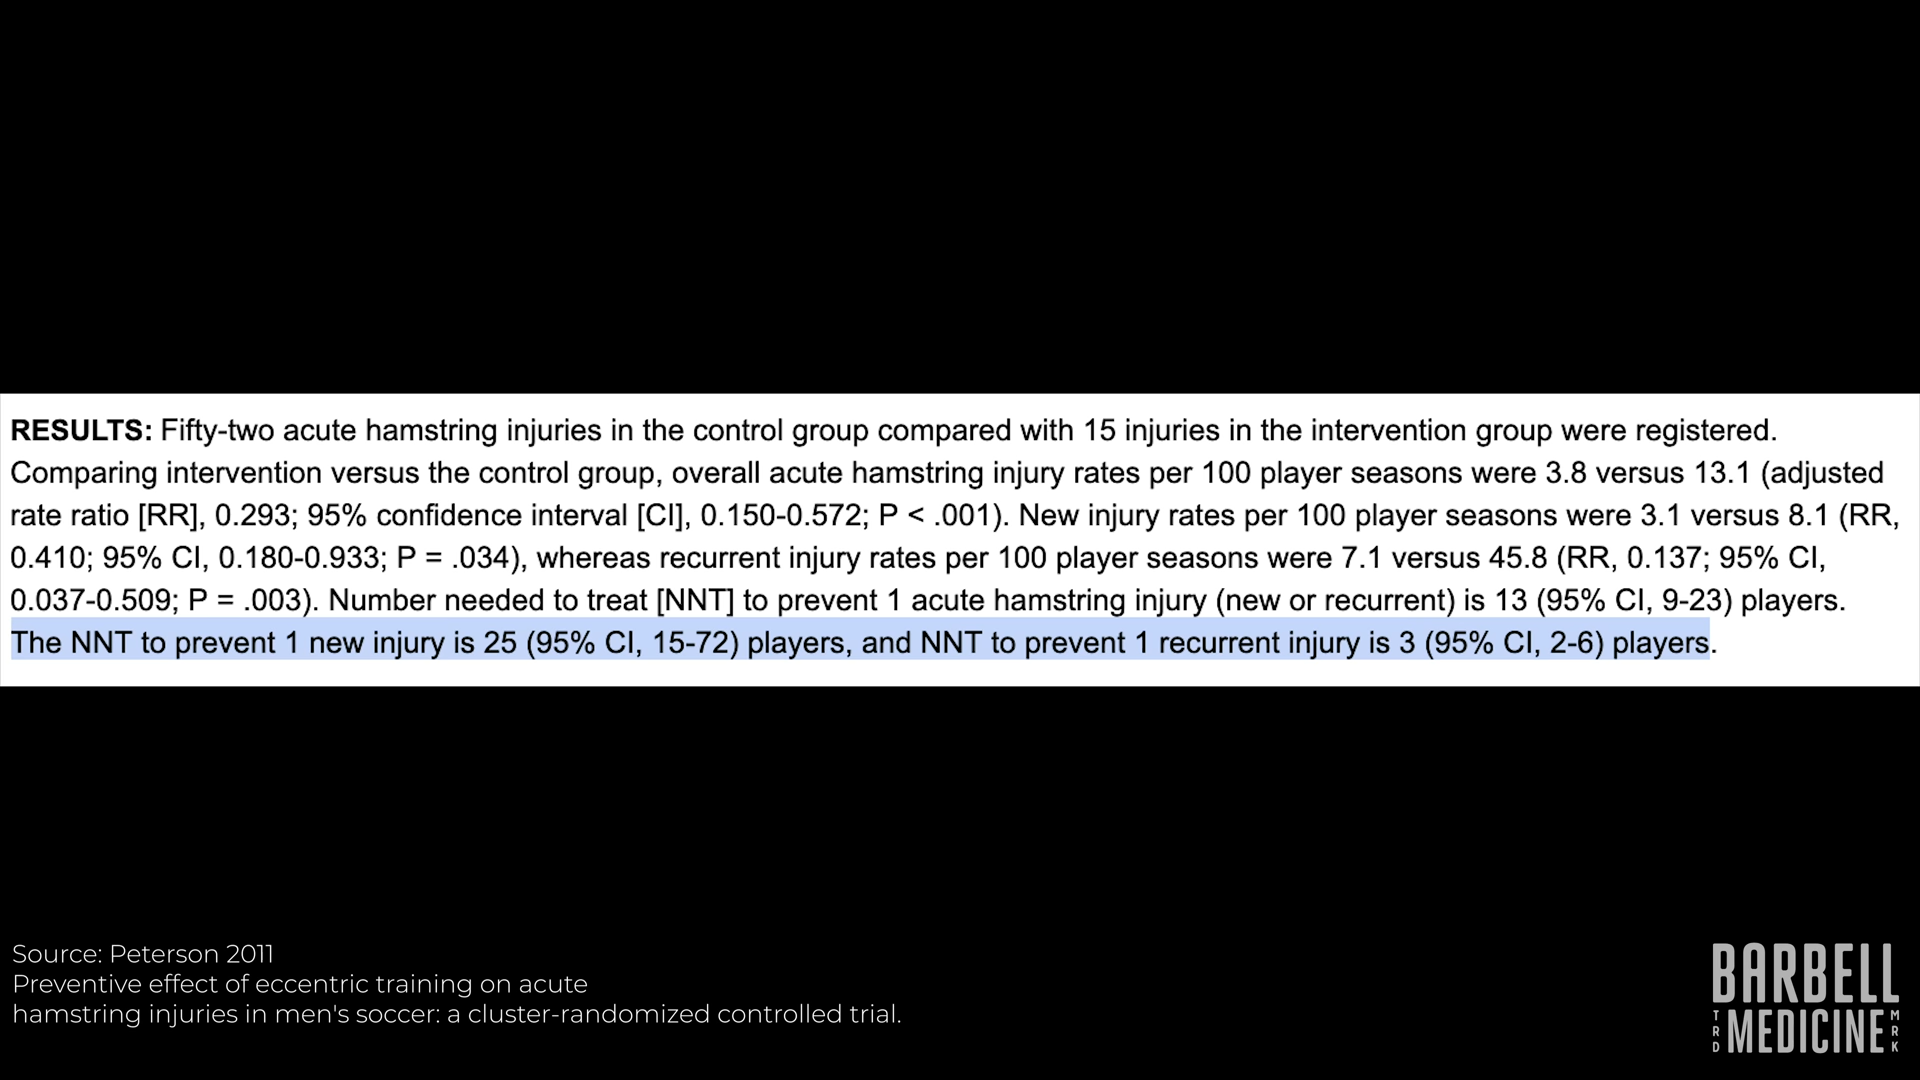 RESULTS: Fifty-two acute hamstring injuries in the control group compared with 15 injuries in the intervention group were registered.
Comparing intervention versus the control group, overall acute hamstring injury rates per 100 player seasons were 3.8 versus 13.1 (adjusted
rate ratio [RR], 0.293; 95% confidence interval [CI], 0.150-0.572; P < .001). New injury rates per 100 player seasons were 3.1 versus 8.1 (RR,
0.410; 95% CI, 0.180-0.933; P = .034), whereas recurrent injury rates per 100 player seasons were 7.1 versus 45.8 (RR, 0.137; 95% CI,
0.037-0.509; P = .003). Number needed to treat [NNT] to prevent 1 acute hamstring injury (new or recurrent) is 13 (95% CI, 9-23) players.
The NNT to prevent 1 new injury is 25 (95% CI, 15-72) players, and NNT to prevent 1 recurrent injury is 3 (95% CI, 2-6) players.
Source: Peterson 2011
Preventive effect of eccentric training on acute
hamstring injuries in men's soccer: a cluster-randomized controlled trial.
BARBELL
TRD MEDICINE MRK